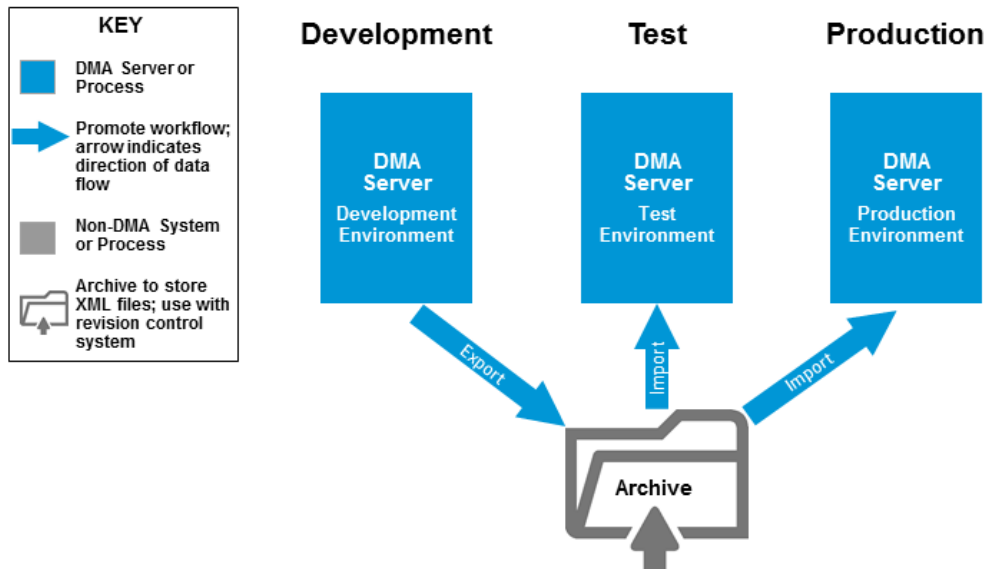 KEY
DMA Server or
Process
Promote workflow;
arrow indicates
direction of data
flow
Non-DMA System
or Process
Archive to store
XML files; use with
revision control
system
Development
Test
Production
DMA
Server
Development
Environment
DMA
Server
Test
Environment
DMA
Server
Production
Environment
Export
Import
Import
Archive